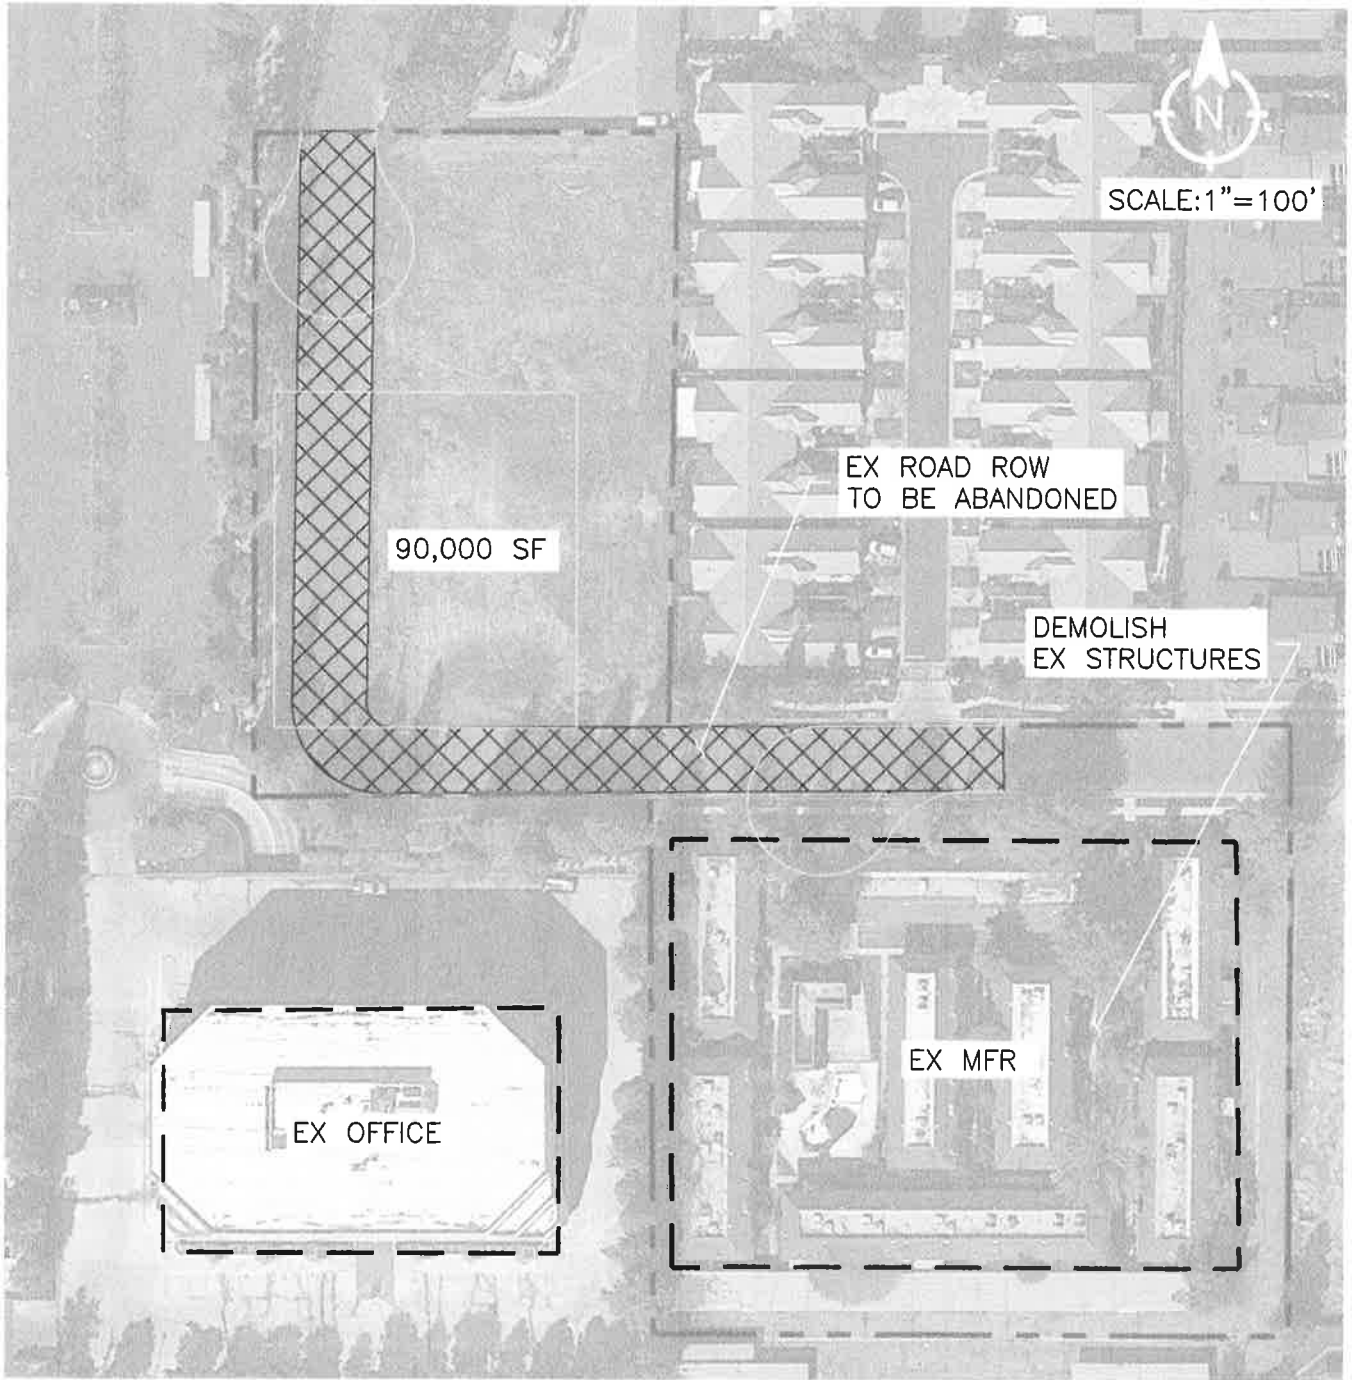 N
SCALE:1"=100'
EX ROAD ROW
TO BE ABANDONED
90,000 SF
DEMOLISH
EX STRUCTURES
EX MFR
EX OFFICE